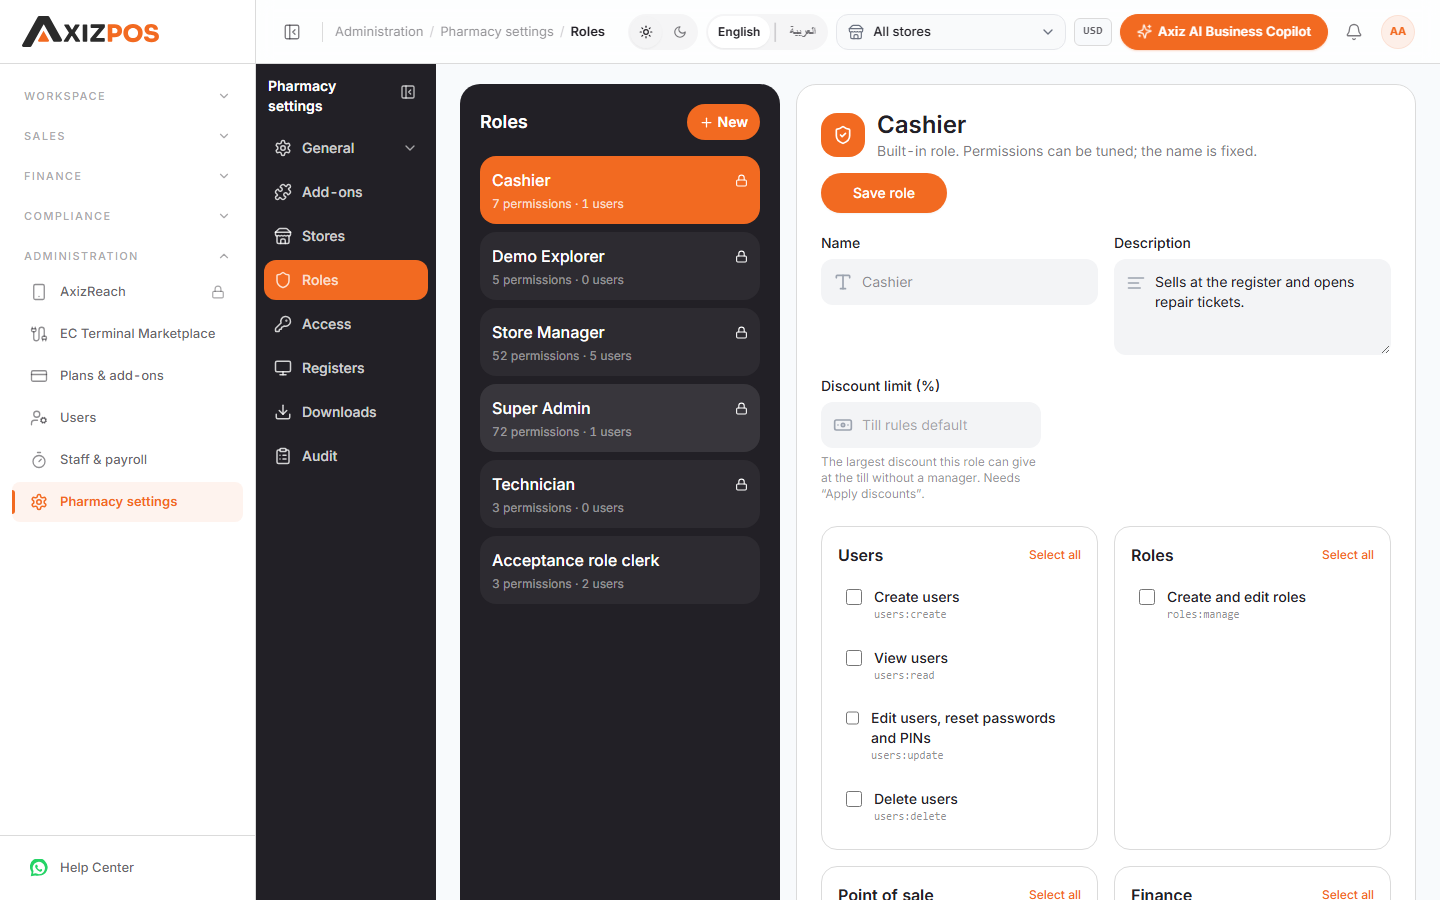 AXIZPOS
Administration / Pharmacy settings / Roles
English
العربية
All stores
USD
Axiz AI Business Copilot
AA
WORKSPACE
SALES
FINANCE
COMPLIANCE
ADMINISTRATION
AxizReach
EC Terminal Marketplace
Plans & add-ons
Users
Staff & payroll
Pharmacy settings
Help Center
Pharmacy
settings
General
Add-ons
Stores
Roles
Access
Registers
Downloads
Audit
Roles
+ New
Cashier
7 permissions · 1 users
Demo Explorer
5 permissions · 0 users
Store Manager
52 permissions · 5 users
Super Admin
72 permissions · 1 users
Technician
3 permissions · 0 users
Acceptance role clerk
3 permissions · 2 users
Cashier
Built-in role. Permissions can be tuned; the name is fixed.
Save role
Name
Cashier
Description
Sells at the register and opens
repair tickets.
Discount limit (%)
Till rules default
The largest discount this role can give
at the till without a manager. Needs
“Apply discounts”.
Users
Select all
Create users
users:create
View users
users:read
Edit users, reset passwords
and PINs
users:update
Delete users
users:delete
Roles
Select all
Create and edit roles
roles:manage
Point of sale
Select all
Finance
Select all